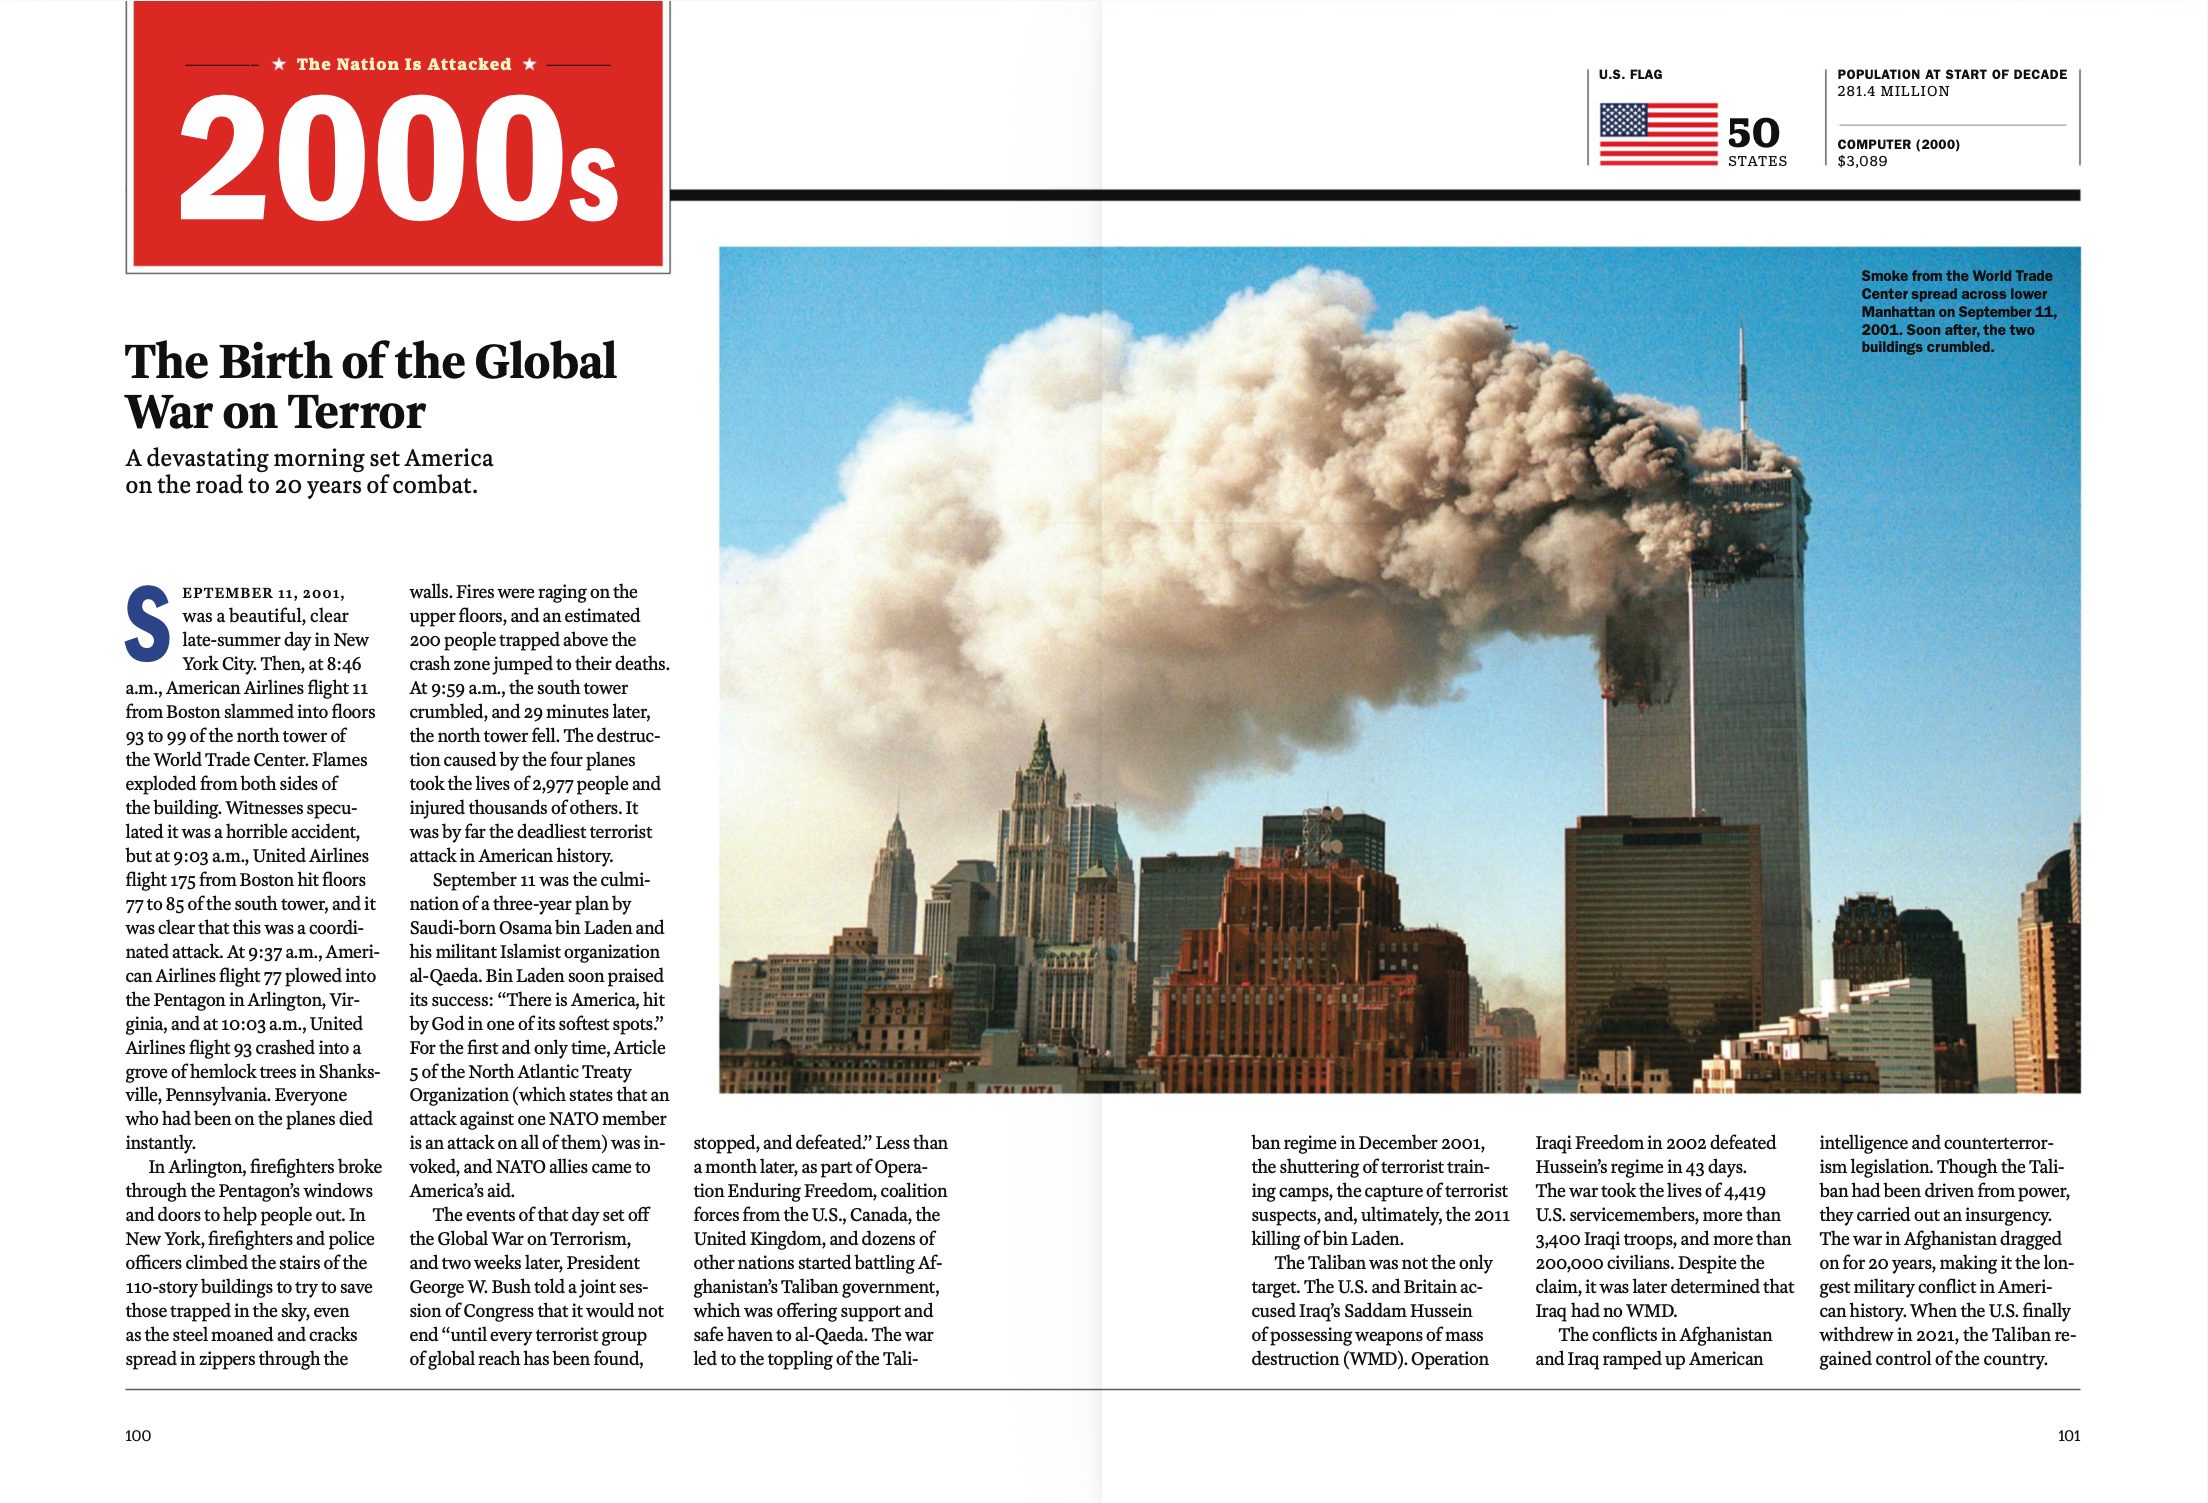 The Nation Is Attacked
2000s
U.S. FLAG
50
STATES
POPULATION AT START OF DECADE
281.4 MILLION
COMPUTER (2000)
$3,089
Smoke from the World Trade
Center spread across lower
Manhattan on September 11,
2001. Soon after, the two
buildings crumbled.
The Birth of the Global
War on Terror
A devastating morning set America
on the road to 20 years of combat.
SEPTEMBER 11, 2001,
was a beautiful, clear
late-summer day in New
York City. Then, at 8:46
a.m., American Airlines flight 11
from Boston slammed into floors
93 to 99 of the north tower of
the World Trade Center. Flames
exploded from both sides of
the building. Witnesses specu-
lated it was a horrible accident,
but at 9:03 a.m., United Airlines
flight 175 from Boston hit floors
77 to 85 of the south tower, and it
was clear that this was a coordi-
nated attack. At 9:37 a.m., Ameri-
can Airlines flight 77 plowed into
the Pentagon in Arlington, Vir-
ginia, and at 10:03 a.m., United
Airlines flight 93 crashed into a
grove of hemlock trees in Shanks-
ville, Pennsylvania. Everyone
who had been on the planes died
instantly.
In Arlington, firefighters broke
through the Pentagon's windows
and doors to help people out. In
New York, firefighters and police
officers climbed the stairs of the
110-story buildings to try to save
those trapped in the sky, even
as the steel moaned and cracks
spread in zippers through the
walls. Fires were raging on the
upper floors, and an estimated
200 people trapped above the
crash zone jumped to their deaths.
At 9:59 a.m., the south tower
crumbled, and 29 minutes later,
the north tower fell. The destruc-
tion caused by the four planes
took the lives of 2,977 people and
injured thousands of others. It
was by far the deadliest terrorist
attack in American history.
September 11 was the culmi-
nation of a three-year plan by
Saudi-born Osama bin Laden and
his militant Islamist organization
al-Qaeda. Bin Laden soon praised
its success: “There is America, hit
by God in one of its softest spots.”
For the first and only time, Article
5 of the North Atlantic Treaty
Organization (which states that an
attack against one NATO member
is an attack on all of them) was in-
voked, and NATO allies came to
America's aid.
The events of that day set off
the Global War on Terrorism,
and two weeks later, President
George W. Bush told a joint ses-
sion of Congress that it would not
end “until every terrorist group
of global reach has been found,
stopped, and defeated.” Less than
a month later, as part of Opera-
tion Enduring Freedom, coalition
forces from the U.S., Canada, the
United Kingdom, and dozens of
other nations started battling Af-
ghanistan's Taliban government,
which was offering support and
safe haven to al-Qaeda. The war
led to the toppling of the Tali-
ban regime in December 2001,
the shuttering of terrorist train-
ing camps, the capture of terrorist
suspects, and, ultimately, the 2011
killing of bin Laden.
The Taliban was not the only
target. The U.S. and Britain ac-
cused Iraq's Saddam Hussein
of possessing weapons of mass
destruction (WMD). Operation
Iraqi Freedom in 2002 defeated
Hussein's regime in 43 days.
The war took the lives of 4,419
U.S. servicemembers, more than
3,400 Iraqi troops, and more than
200,000 civilians. Despite the
claim, it was later determined that
Iraq had no WMD.
The conflicts in Afghanistan
and Iraq ramped up American
intelligence and counterterror-
ism legislation. Though the Tali-
ban had been driven from power,
they carried out an insurgency.
The war in Afghanistan dragged
on for 20 years, making it the lon-
gest military conflict in Ameri-
can history. When the U.S. finally
withdrew in 2021, the Taliban re-
gained control of the country.
ATALANTA
100
101